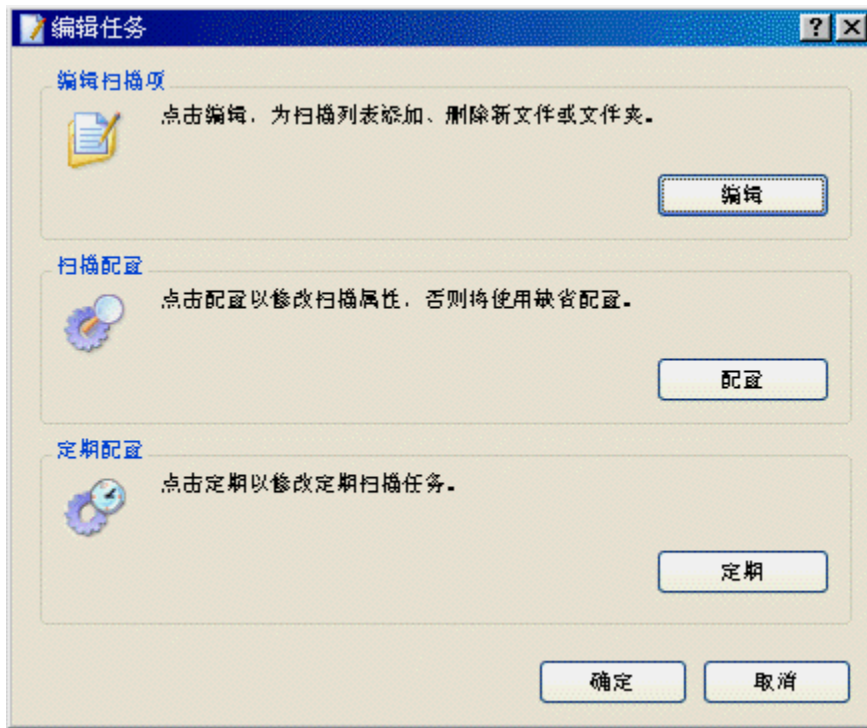 编辑任务
编辑扫描项
点击编辑，为扫描列表添加、删除新文件或文件夹。
编辑
扫描配置
点击配置以修改扫描属性，否则将使用缺省配置。
配置
定期配置
点击定期以修改定期扫描任务。
定期
确定
取消